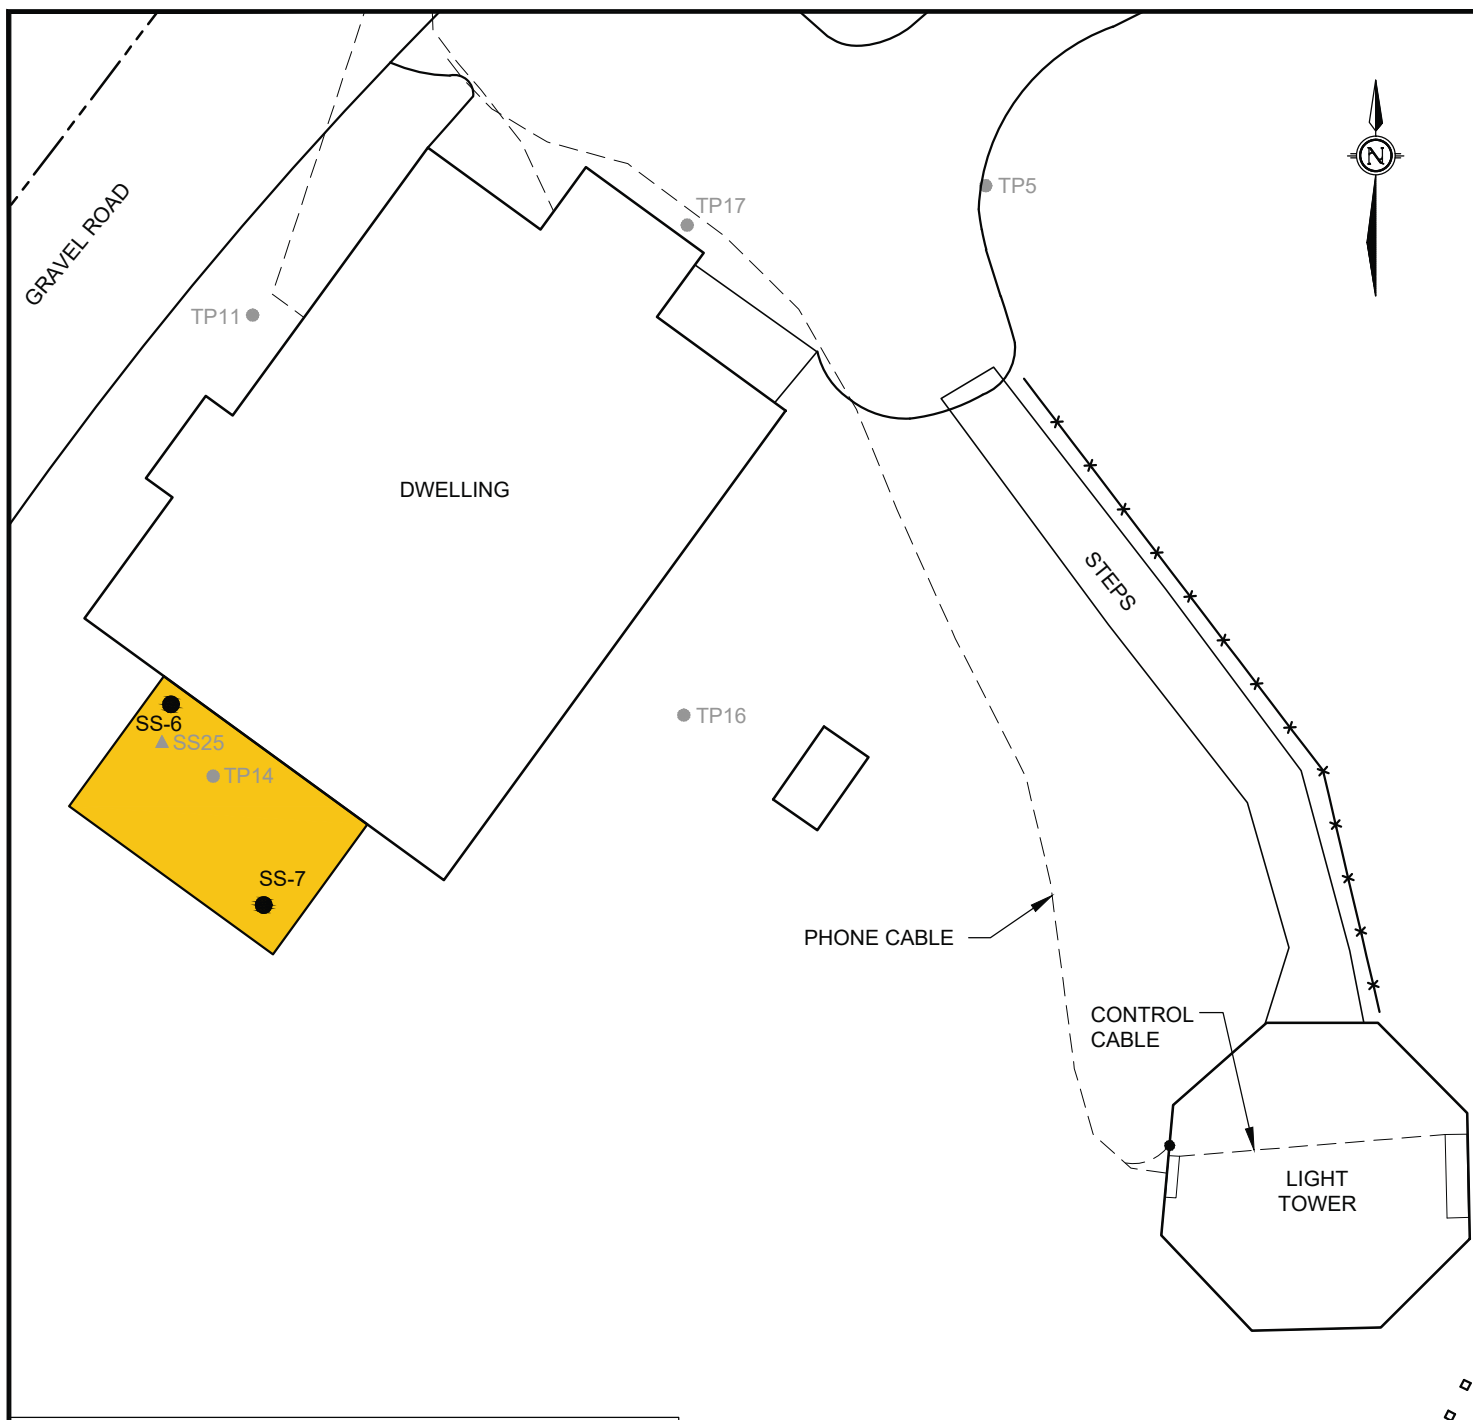 GRAVEL ROAD
TP17
TP5
N
TP11
DWELLING
STEPS
SS-6
SS25
TP14
TP16
SS-7
PHONE CABLE
CONTROL
CABLE
LIGHT
TOWER